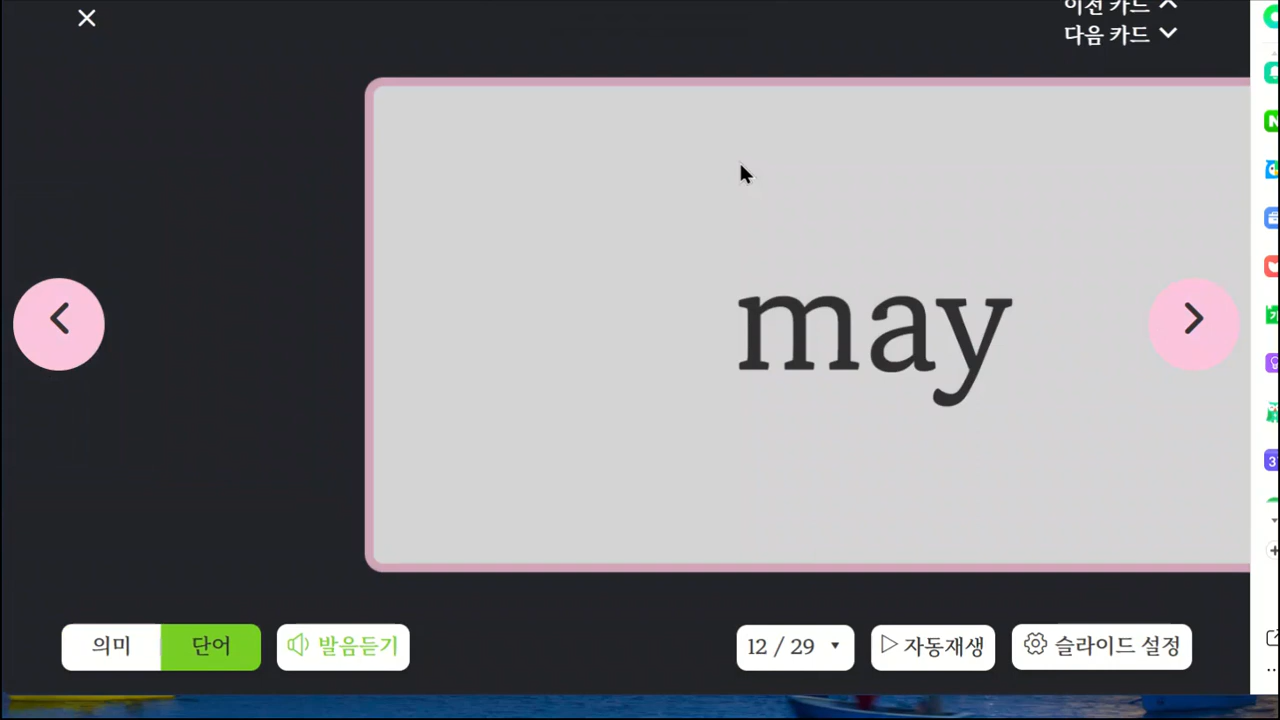 이전 카드
다음 카드
may
의미 단어 발음듣기 12 / 29 자동재생 슬라이드 설정